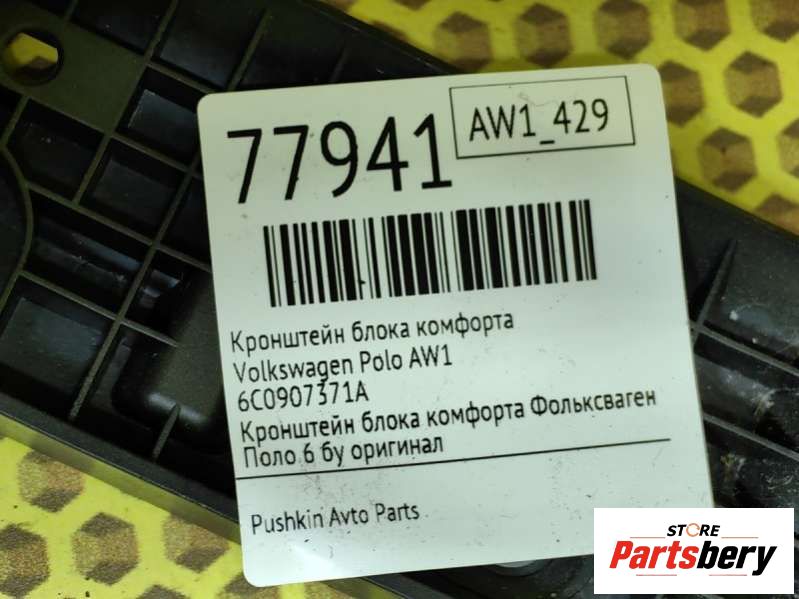 77941
AW1_429
Кронштейн блока комфорта
Volkswagen Polo AW1
6C0907371A
Кронштейн блока комфорта Фольксваген
Поло 6 бу оригинал
Pushkin Avto Parts
STORE
Partsbery